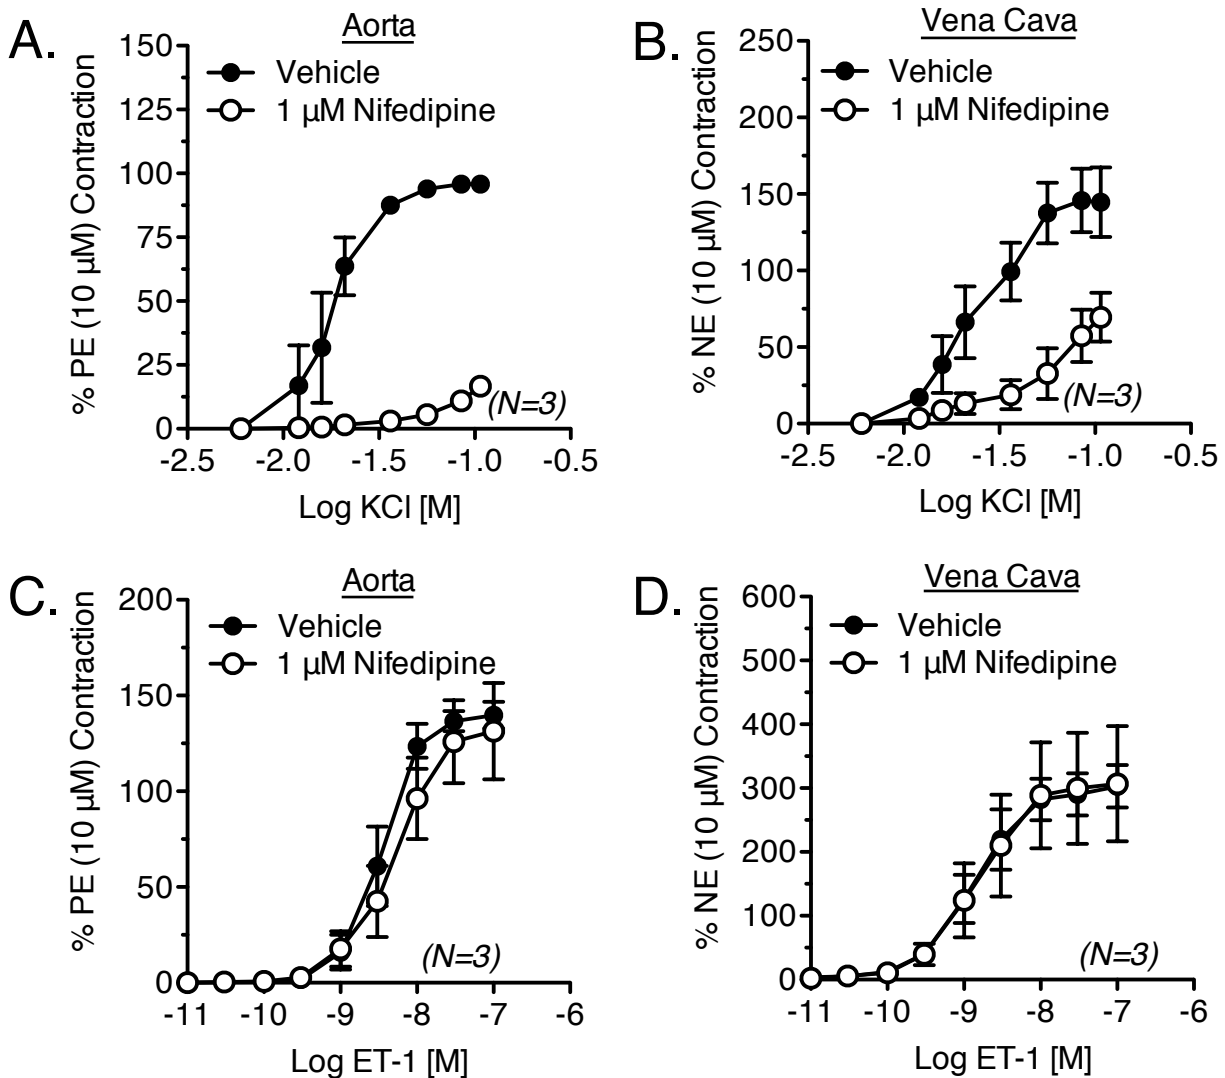 A.
Aorta
% PE (10 µM) Contraction
150
125
100
75
50
25
0
Vehicle
1 µM Nifedipine
(N=3)
-2.5 -2.0 -1.5 -1.0 -0.5
Log KCl [M]
B.
Vena Cava
% NE (10 µM) Contraction
250
200
150
100
50
0
Vehicle
1 µM Nifedipine
(N=3)
-2.5 -2.0 -1.5 -1.0 -0.5
Log KCl [M]
C.
Aorta
% PE (10 µM) Contraction
200
150
100
50
0
Vehicle
1 µM Nifedipine
(N=3)
-11 -10 -9 -8 -7 -6
Log ET-1 [M]
D.
Vena Cava
% NE (10 µM) Contraction
600
500
400
300
200
100
0
Vehicle
1 µM Nifedipine
(N=3)
-11 -10 -9 -8 -7 -6
Log ET-1 [M]